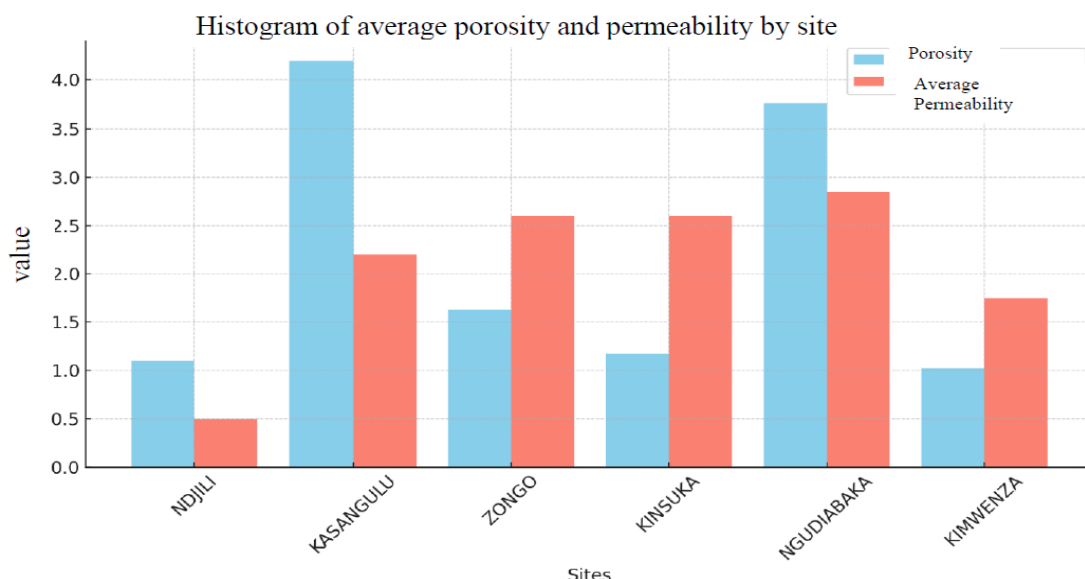 Histogram of average porosity and permeability by site
Porosity
Average
Permeability
value
4.0
3.5
3.0
2.5
2.0
1.5
1.0
0.5
0.0
NDJILI
KASANGULU
ZONGO
KINSUKA
NGUDIABAKA
KIMWENZA
Sites